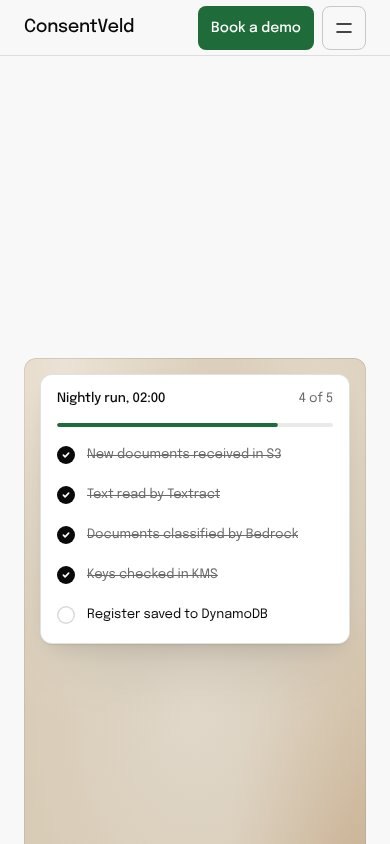 ConsentVeld
Book a demo
Nightly run, 02:00
4 of 5
New documents received in S3
Text read by Textract
Documents classified by Bedrock
Keys checked in KMS
Register saved to DynamoDB